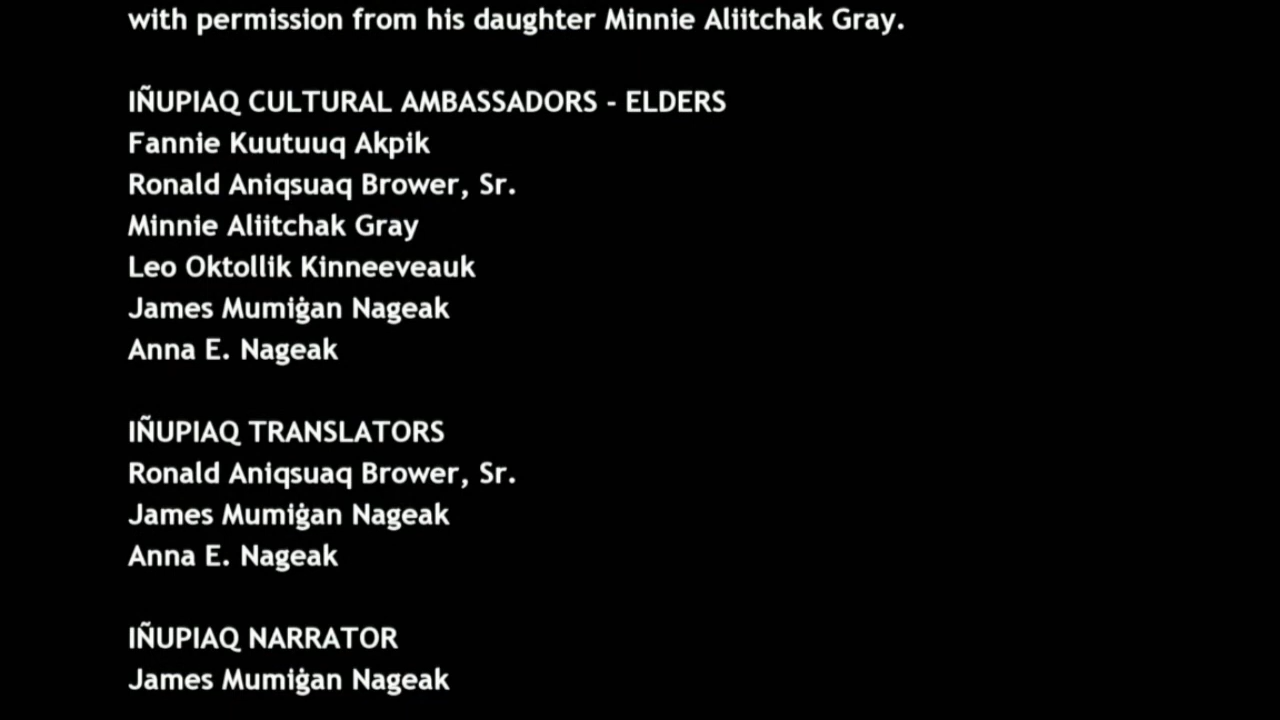 with permission from his daughter Minnie Aliitchak Gray.
IÑUPIAQ CULTURAL AMBASSADORS - ELDERS
Fannie Kuutuuq Akpik
Ronald Aniqsuaq Brower, Sr.
Minnie Aliitchak Gray
Leo Oktollik Kinneeveauk
James Mumiġan Nageak
Anna E. Nageak
IÑUPIAQ TRANSLATORS
Ronald Aniqsuaq Brower, Sr.
James Mumiġan Nageak
Anna E. Nageak
IÑUPIAQ NARRATOR
James Mumiġan Nageak